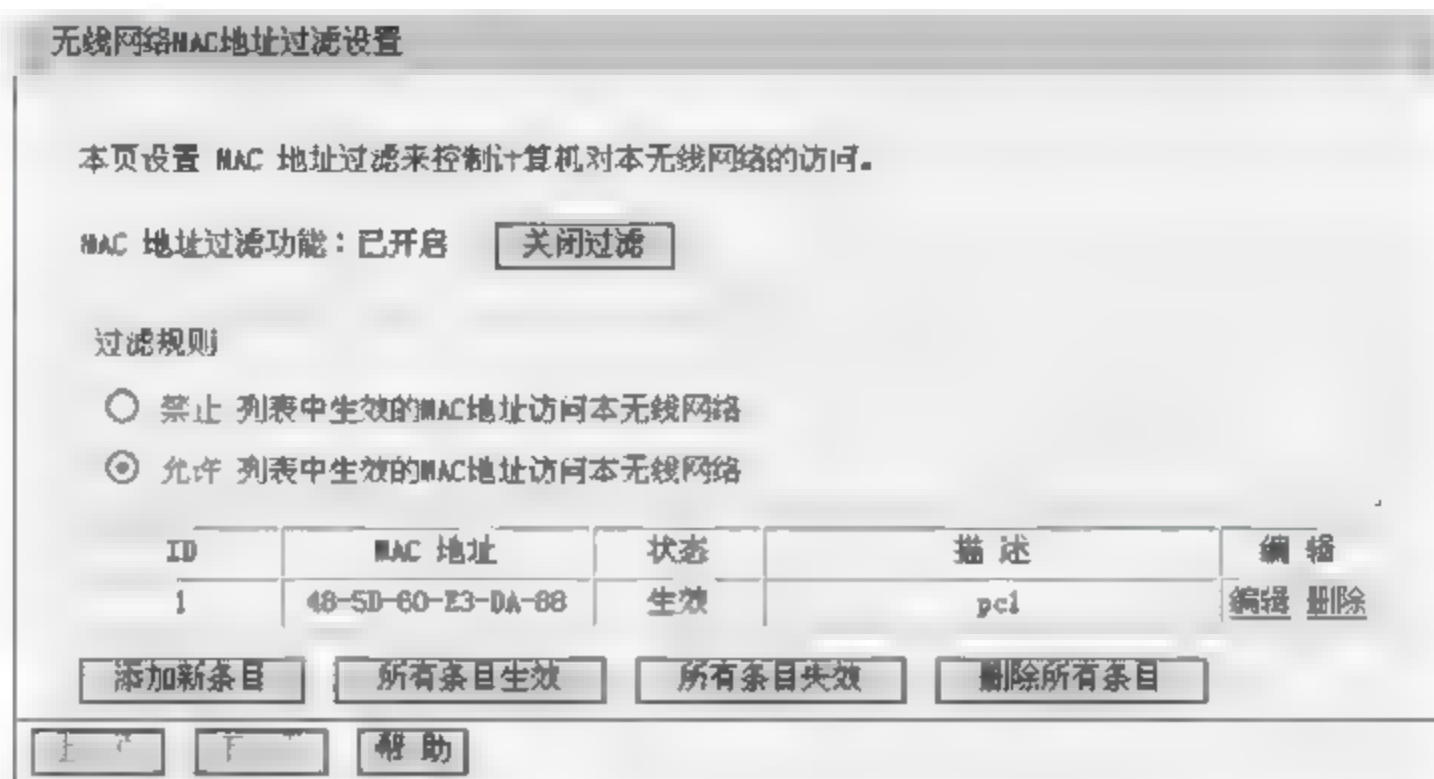 无线网络MAC地址过滤设置
本页设置 MAC 地址过滤来控制计算机对本无线网络的访问。
MAC 地址过滤功能：已开启 关闭过滤
过滤规则
禁止 列表中生效的MAC地址访问本无线网络
允许 列表中生效的MAC地址访问本无线网络
ID MAC 地址 状态 描 述 编 辑
1 48-5D-60-E3-DA-88 生效 pc1 编辑 删除
添加新条目 所有条目生效 所有条目失效 删除所有条目
帮 助